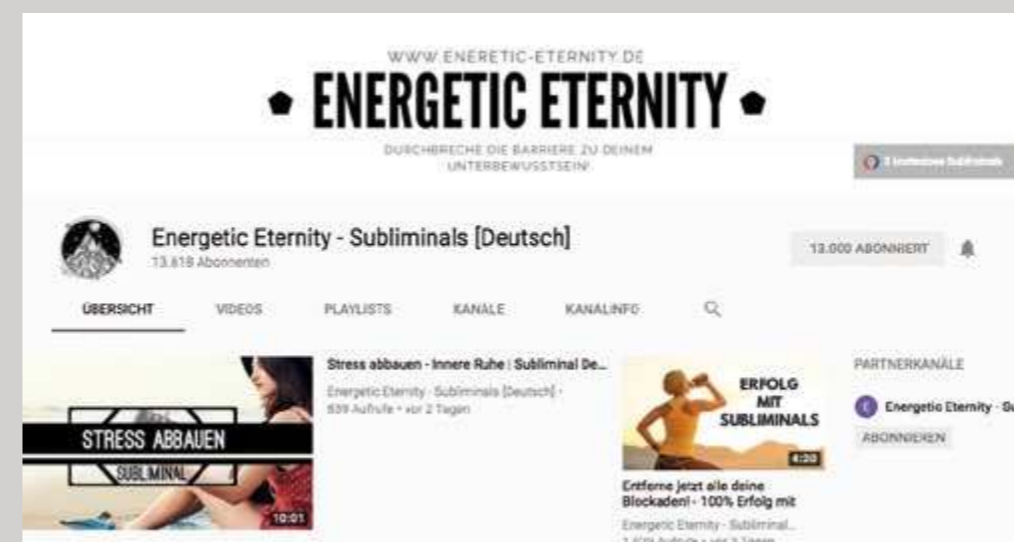 WWW.ENERETIC-ETERNITY.DE
ENERGETIC ETERNITY
DURCHBRECHE DIE BARRIERE ZU DEINEM
UNTERBEWUSSTSEIN!
Energetic Eternity - Subliminals [Deutsch]
13.618 Abonnenten
13.000 ABONNIERT
ÜBERSICHT VIDEOS PLAYLISTS KANÄLE KANALINFO
STRESS ABBAUEN
SUBLIMINAL
10:01
Stress abbauen - Innere Ruhe | Subliminal De...
Energetic Eternity - Subliminals [Deutsch] •
839 Aufrufe • vor 2 Tagen
ERFOLG
MIT
SUBLIMINALS
4:20
Entferne jetzt alle deine
Blockaden! - 100% Erfolg mit
Energetic Eternity - Subliminal...
Aufrufe • vor
PARTNERKANÄLE
Energetic Eternity - Su
ABONNIEREN